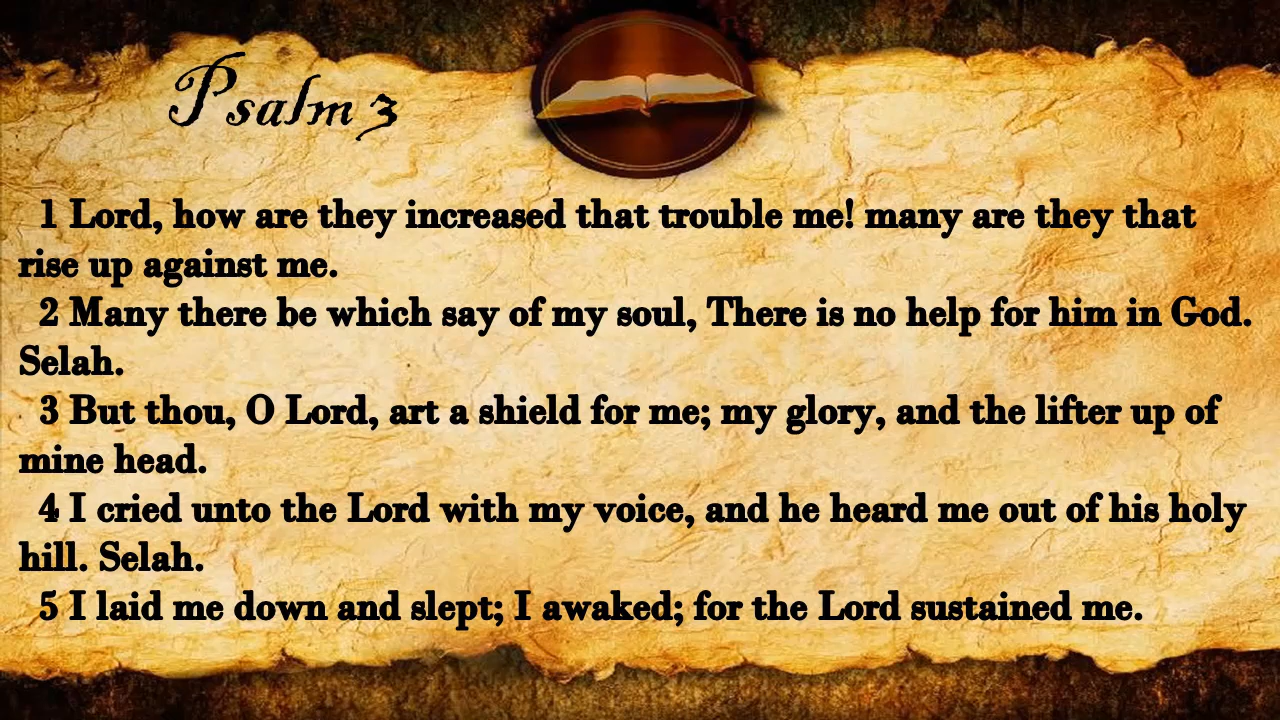 Psalm 3
1 Lord, how are they increased that trouble me! many are they that
rise up against me.
2 Many there be which say of my soul, There is no help for him in God.
Selah.
3 But thou, O Lord, art a shield for me; my glory, and the lifter up of
mine head.
4 I cried unto the Lord with my voice, and he heard me out of his holy
hill. Selah.
5 I laid me down and slept; I awaked; for the Lord sustained me.